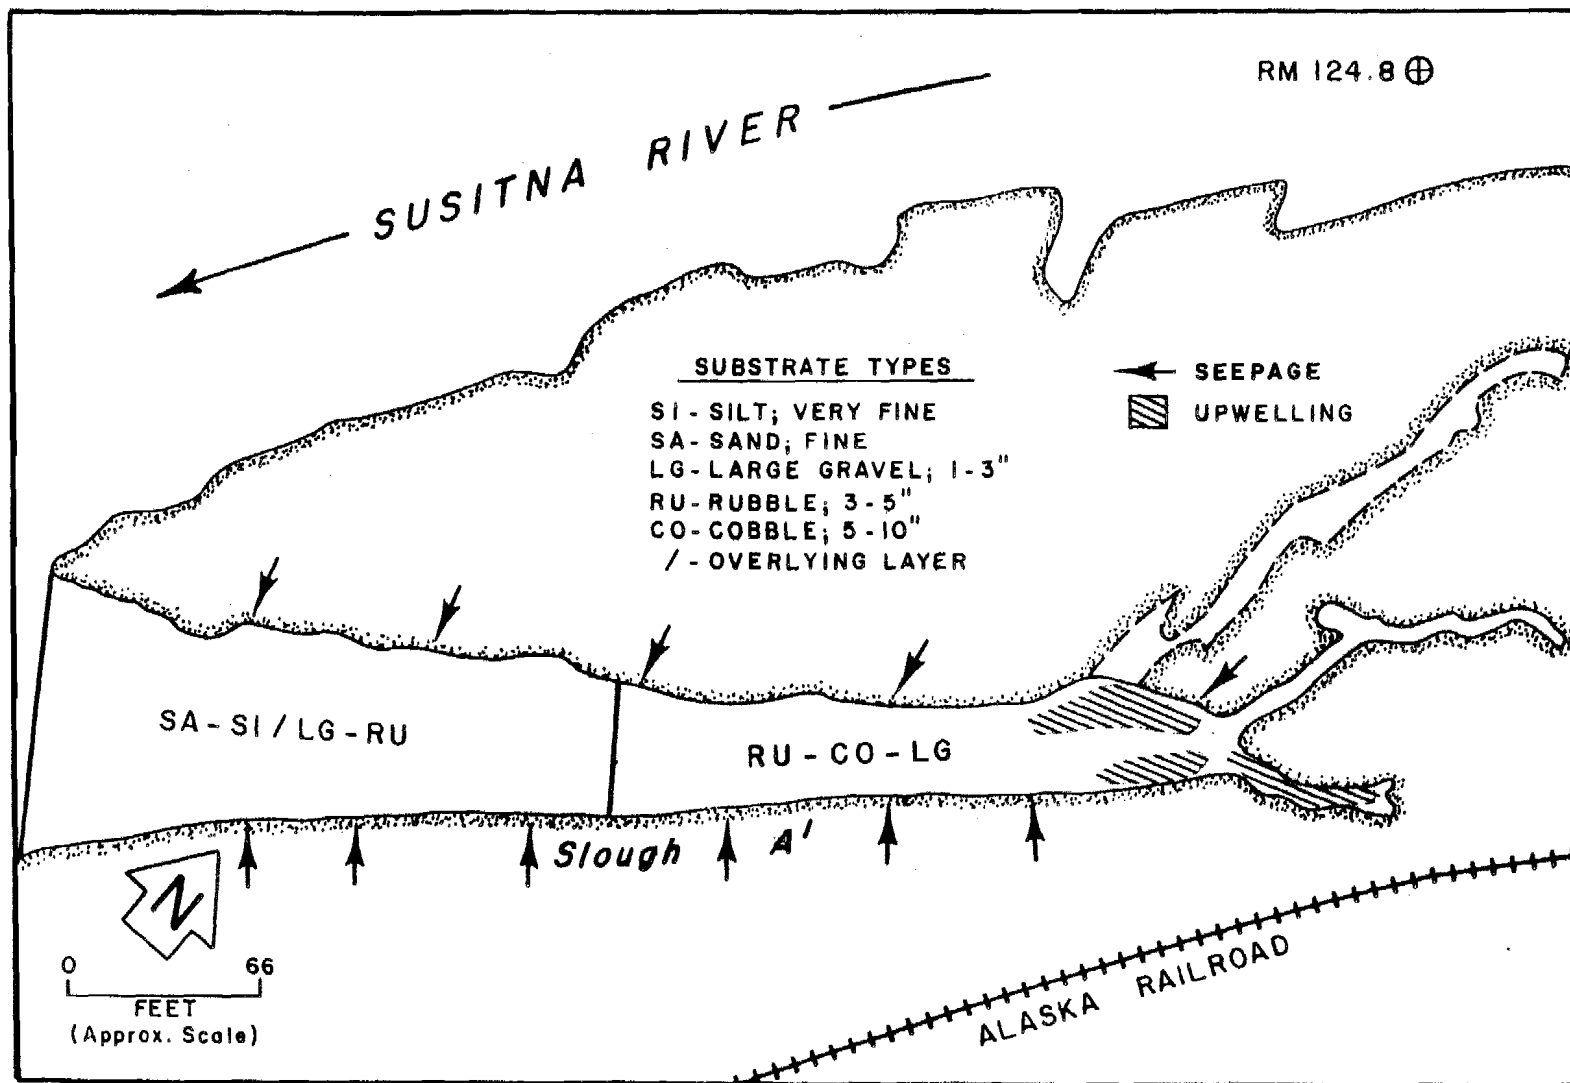 RM 124.8
SUSITNA RIVER
SUBSTRATE TYPES
SI - SILT; VERY FINE
SA - SAND; FINE
LG - LARGE GRAVEL; 1-3"
RU - RUBBLE; 3-5"
CO - COBBLE; 5-10"
/ - OVERLYING LAYER
SEEPAGE
UPWELLING
SA - SI / LG - RU
RU - CO - LG
Slough A'
N
0 66
FEET
(Approx. Scale)
ALASKA RAILROAD